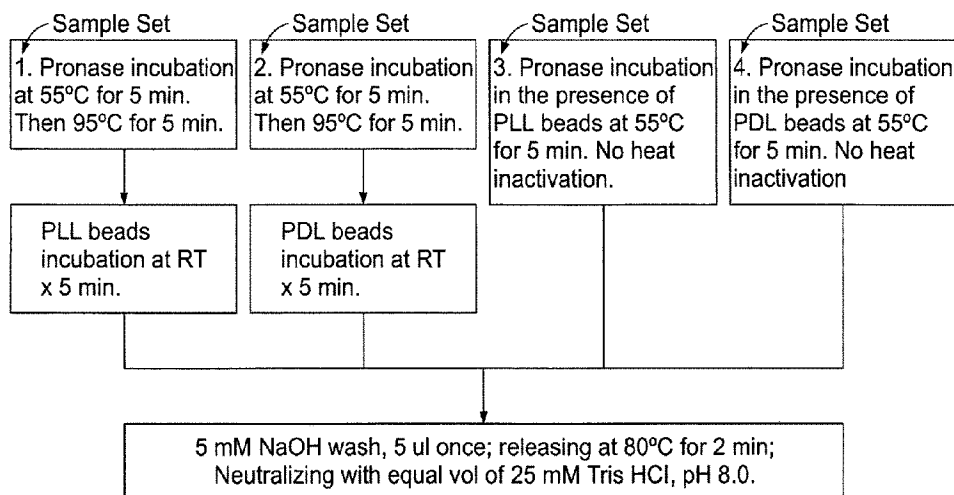 Sample Set
1. Pronase incubation
at 55ºC for 5 min.
Then 95ºC for 5 min.
Sample Set
2. Pronase incubation
at 55ºC for 5 min.
Then 95ºC for 5 min.
Sample Set
3. Pronase incubation
in the presence of
PLL beads at 55ºC
for 5 min. No heat
inactivation.
Sample Set
4. Pronase incubation
in the presence of
PDL beads at 55ºC
for 5 min. No heat
inactivation
PLL beads
incubation at RT
x 5 min.
PDL beads
incubation at RT
x 5 min.
5 mM NaOH wash, 5 ul once; releasing at 80ºC for 2 min;
Neutralizing with equal vol of 25 mM Tris HCl, pH 8.0.